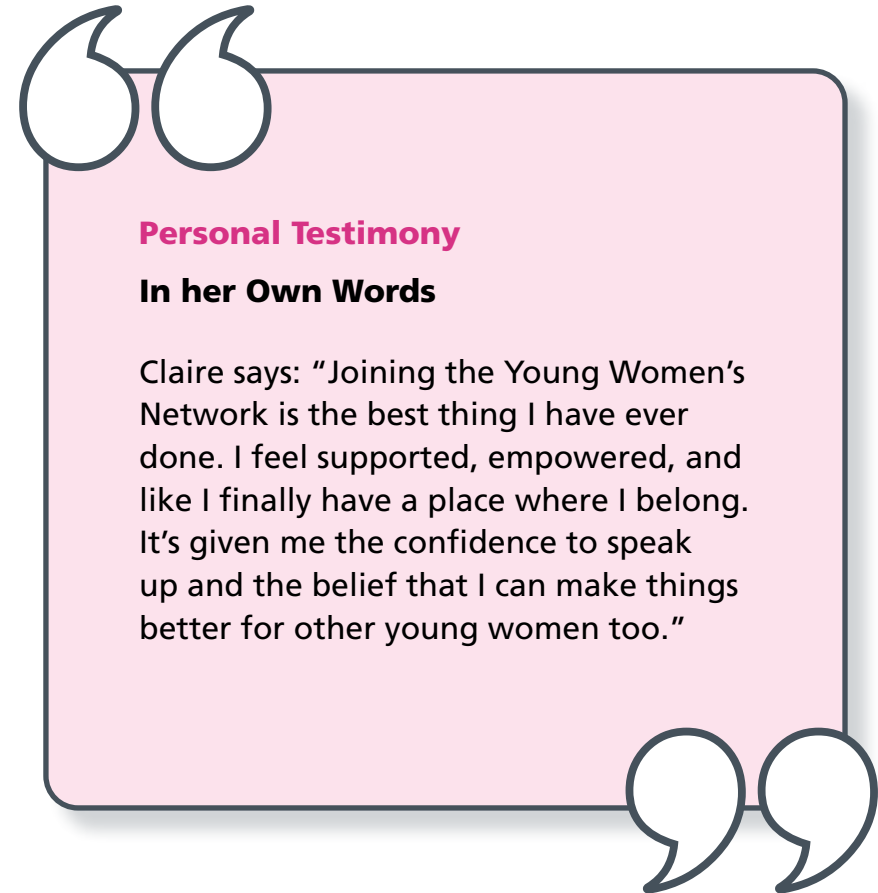 Personal Testimony
In her Own Words
Claire says: “Joining the Young Women’s
Network is the best thing I have ever
done. I feel supported, empowered, and
like I finally have a place where I belong.
It’s given me the confidence to speak
up and the belief that I can make things
better for other young women too.”